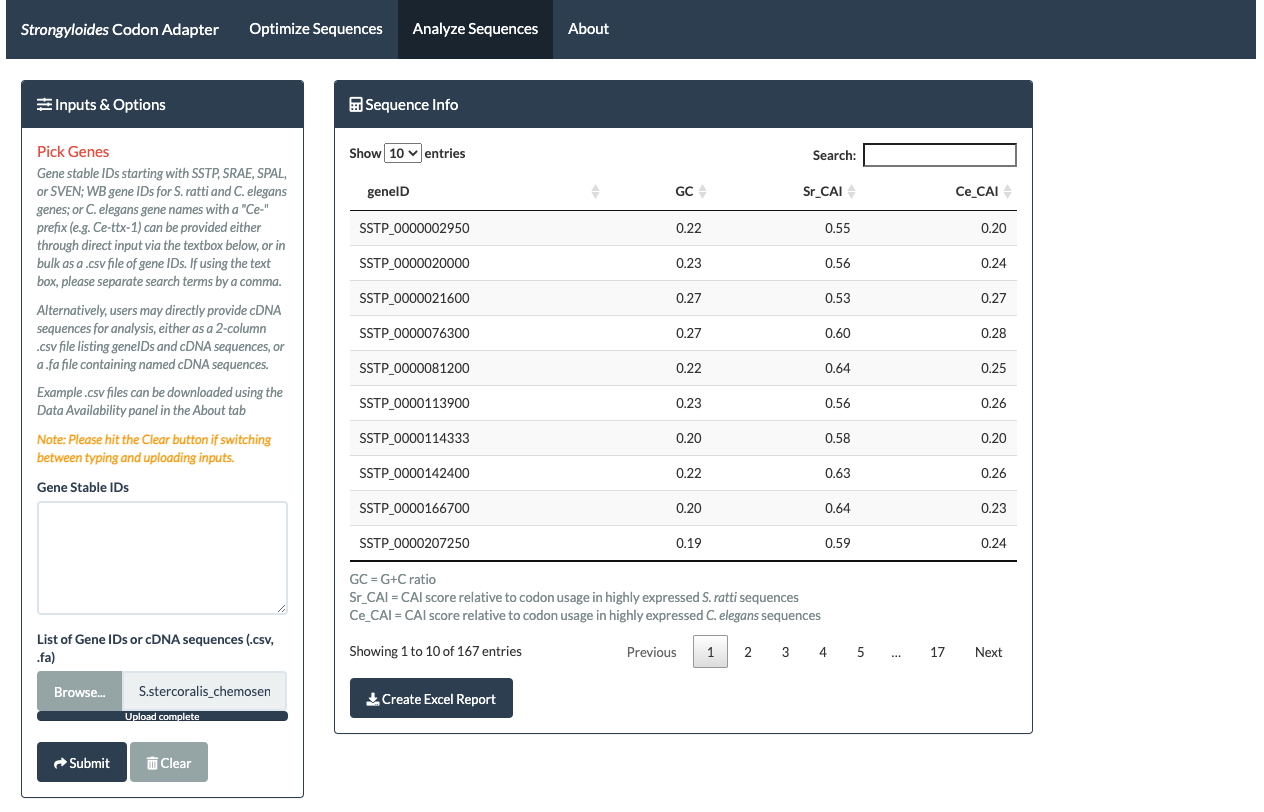 Strongyloides Codon Adapter Optimize Sequences Analyze Sequences About
Inputs & Options
Pick Genes
Gene stable IDs starting with SSTP, SRAE, SPAL,
or SVEN; WB gene IDs for S. ratti and C. elegans
genes; or C. elegans gene names with a "Ce-"
prefix (e.g. Ce-ttx-1) can be provided either
through direct input via the textbox below, or in
bulk as a .csv file of gene IDs. If using the text
box, please separate search terms by a comma.
Alternatively, users may directly provide cDNA
sequences for analysis, either as a 2-column
.csv file listing geneIDs and cDNA sequences, or
a .fa file containing named cDNA sequences.
Example .csv files can be downloaded using the
Data Availability panel in the About tab
Note: Please hit the Clear button if switching
between typing and uploading inputs.
Gene Stable IDs
List of Gene IDs or cDNA sequences (.csv,
.fa)
Browse... S.stercoralis_chemosen
Upload complete
Submit Clear
Sequence Info
Show 10 entries Search:
geneID GC Sr_CAI Ce_CAI
SSTP_0000002950 0.22 0.55 0.20
SSTP_0000020000 0.23 0.56 0.24
SSTP_0000021600 0.27 0.53 0.27
SSTP_0000076300 0.27 0.60 0.28
SSTP_0000081200 0.22 0.64 0.25
SSTP_0000113900 0.23 0.56 0.26
SSTP_0000114333 0.20 0.58 0.20
SSTP_0000142400 0.22 0.63 0.26
SSTP_0000166700 0.20 0.64 0.23
SSTP_0000207250 0.19 0.59 0.24
GC = G+C ratio
Sr_CAI = CAI score relative to codon usage in highly expressed S. ratti sequences
Ce_CAI = CAI score relative to codon usage in highly expressed C. elegans sequences
Showing 1 to 10 of 167 entries Previous 1 2 3 4 5 ... 17 Next
Create Excel Report